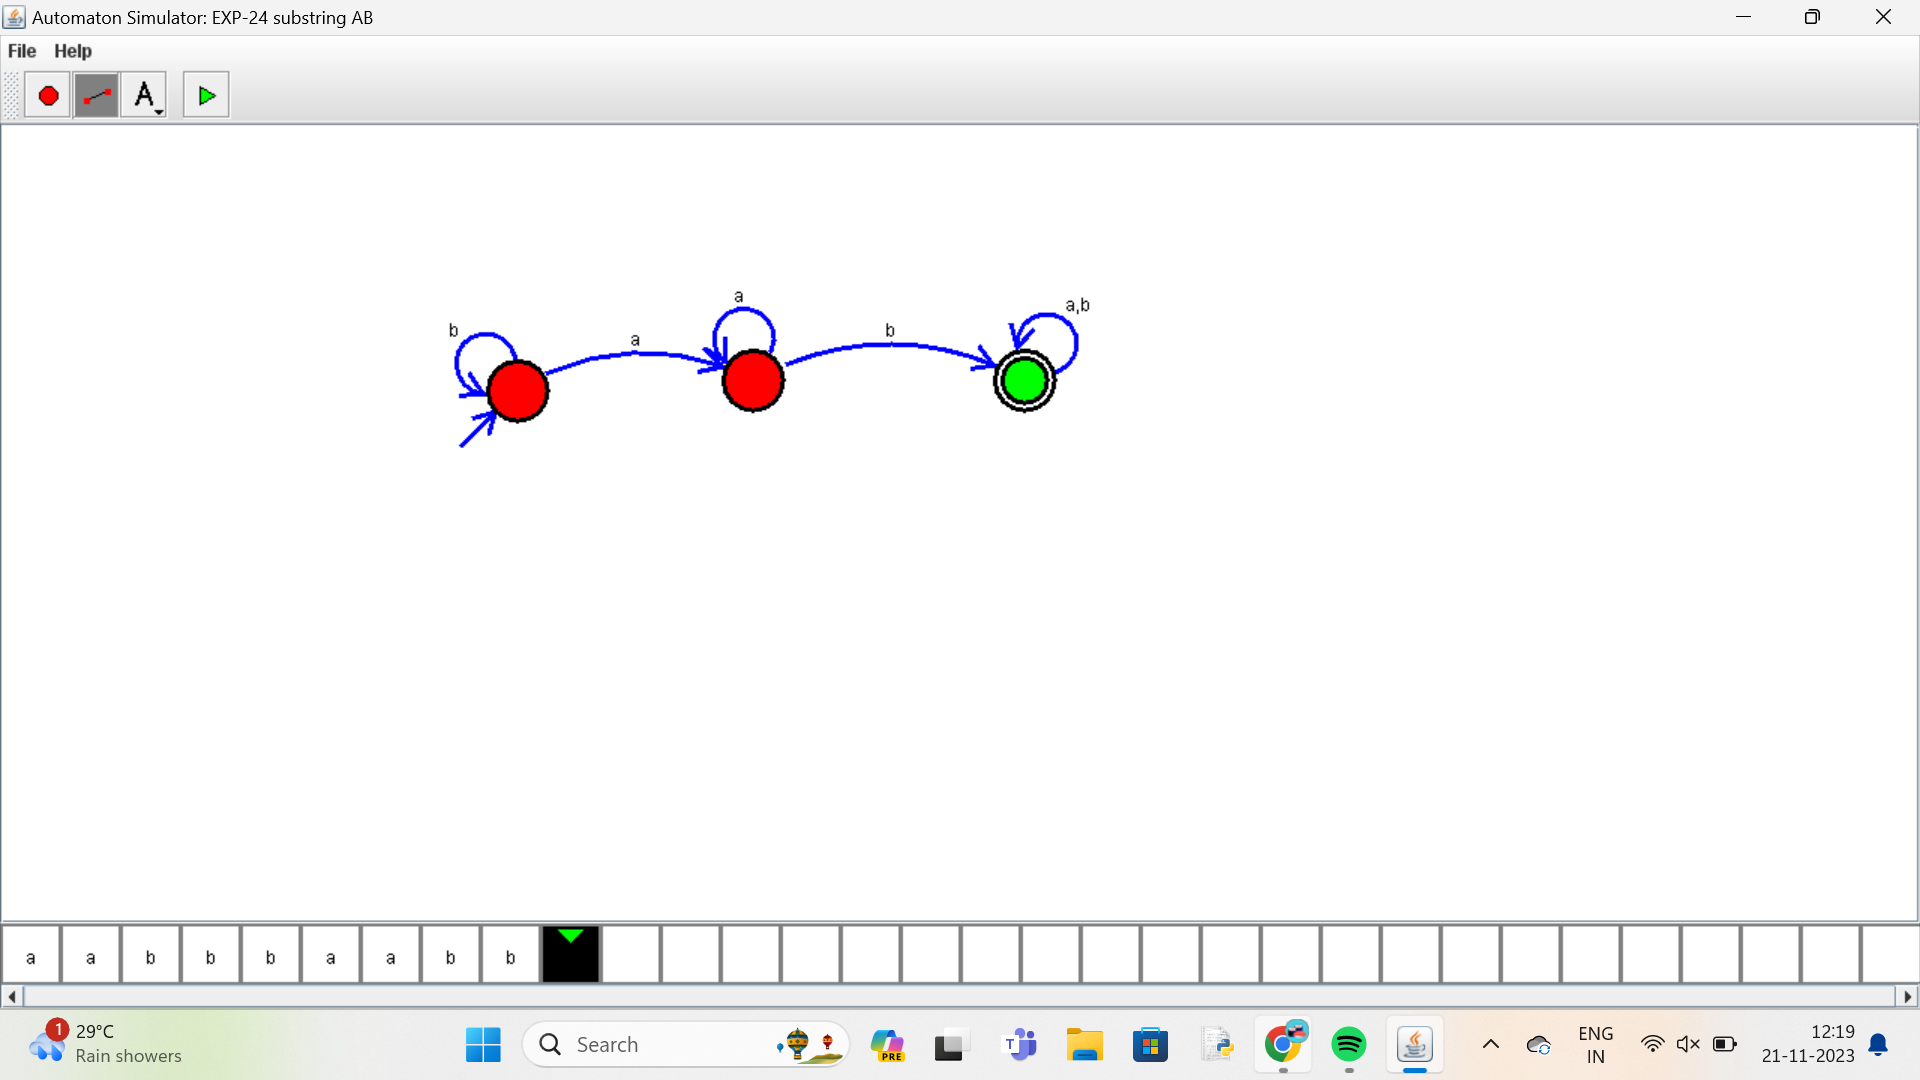 Automaton Simulator: EXP-24 substring AB
File Help
A
a
a,b
b
a
b
a a b b b a a b b
1
29°C
Rain showers
Search
PRE
T
ENG
IN
12:19
21-11-2023